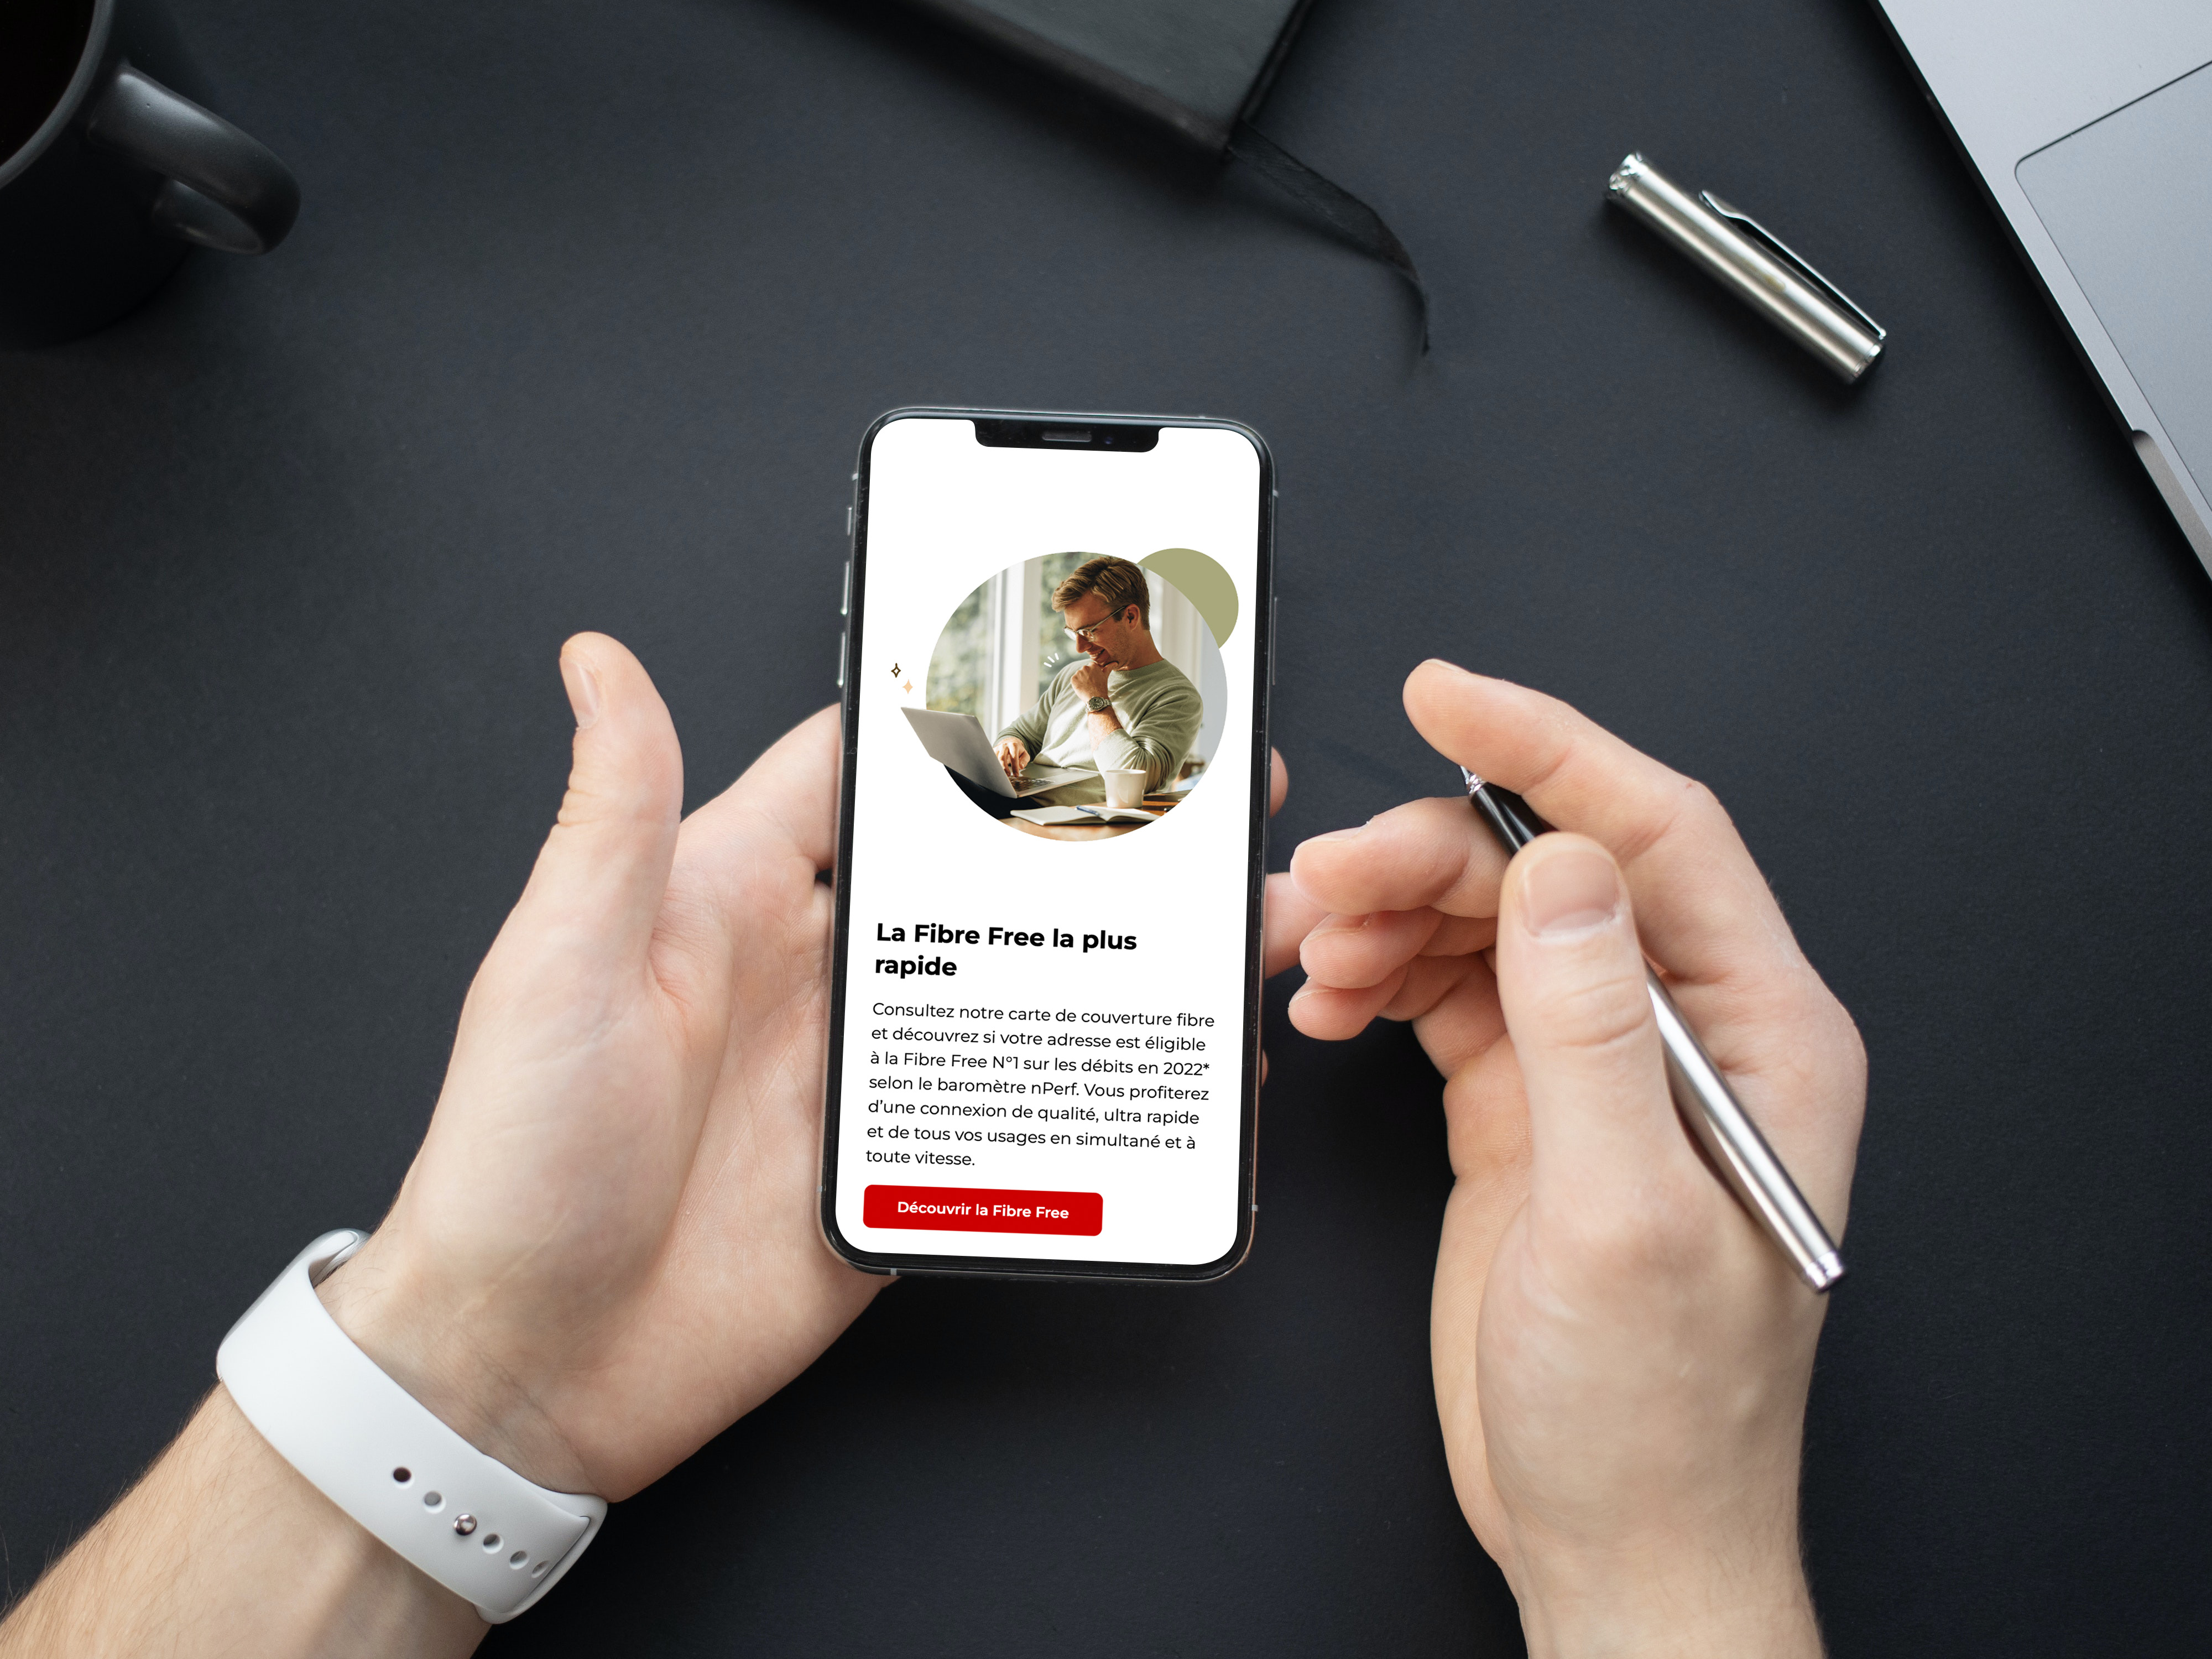 La Fibre Free la plus
rapide
Consultez notre carte de couverture fibre
et découvrez si votre adresse est éligible
à la Fibre Free N°1 sur les débits en 2022*
selon le baromètre nPerf. Vous profiterez
d'une connexion de qualité, ultra rapide
et de tous vos usages en simultané et à
toute vitesse.
Découvrir la Fibre Free